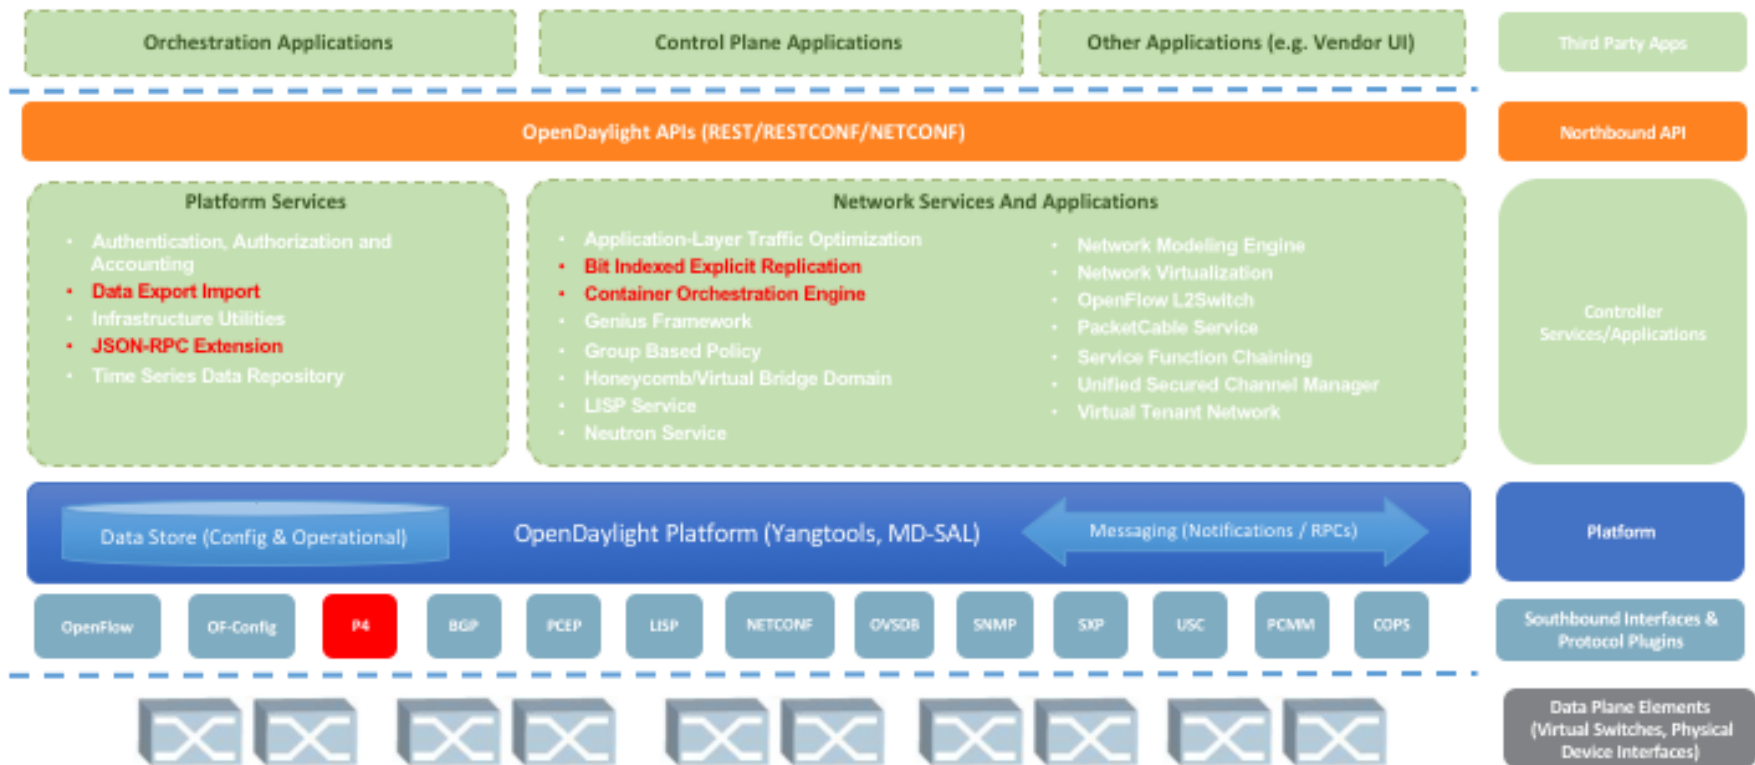 Orchestration Applications
Control Plane Applications
Other Applications (e.g. Vendor UI)
Third Party Apps
OpenDaylight APIs (REST/RESTCONF/NETCONF)
Northbound API
Platform Services
• Authentication, Authorization and
Accounting
• Data Export Import
• Infrastructure Utilities
• JSON-RPC Extension
• Time Series Data Repository
Network Services And Applications
• Application-Layer Traffic Optimization
• Bit Indexed Explicit Replication
• Container Orchestration Engine
• Genius Framework
• Group Based Policy
• Honeycomb/Virtual Bridge Domain
• LISP Service
• Neutron Service
• Network Modeling Engine
• Network Virtualization
• OpenFlow L2Switch
• PacketCable Service
• Service Function Chaining
• Unified Secured Channel Manager
• Virtual Tenant Network
Controller
Services/Applications
Data Store (Config & Operational)
OpenDaylight Platform (Yangtools, MD-SAL)
Messaging (Notifications / RPCs)
Platform
OpenFlow
OF-Config
P4
BGP
PCEP
LISP
NETCONF
OVSDB
SNMP
SXP
USC
PCMM
COPS
Southbound Interfaces &
Protocol Plugins
Data Plane Elements
(Virtual Switches, Physical
Device Interfaces)